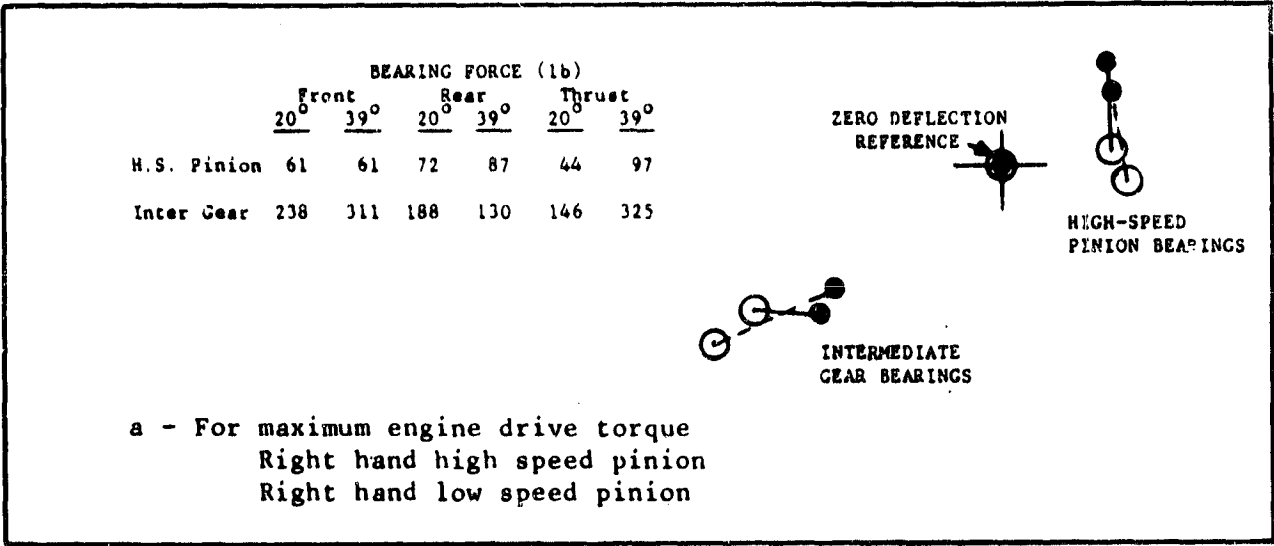 BEARING FORCE (lb)
Front Rear Thrust
20° 39° 20° 39° 20° 39°
H.S. Pinion 61 61 72 87 44 97
Inter Gear 238 311 188 130 146 325
ZERO DEFLECTION
REFERENCE
HIGH-SPEED
PINION BEARINGS
INTERMEDIATE
GEAR BEARINGS
a - For maximum engine drive torque
Right hand high speed pinion
Right hand low speed pinion